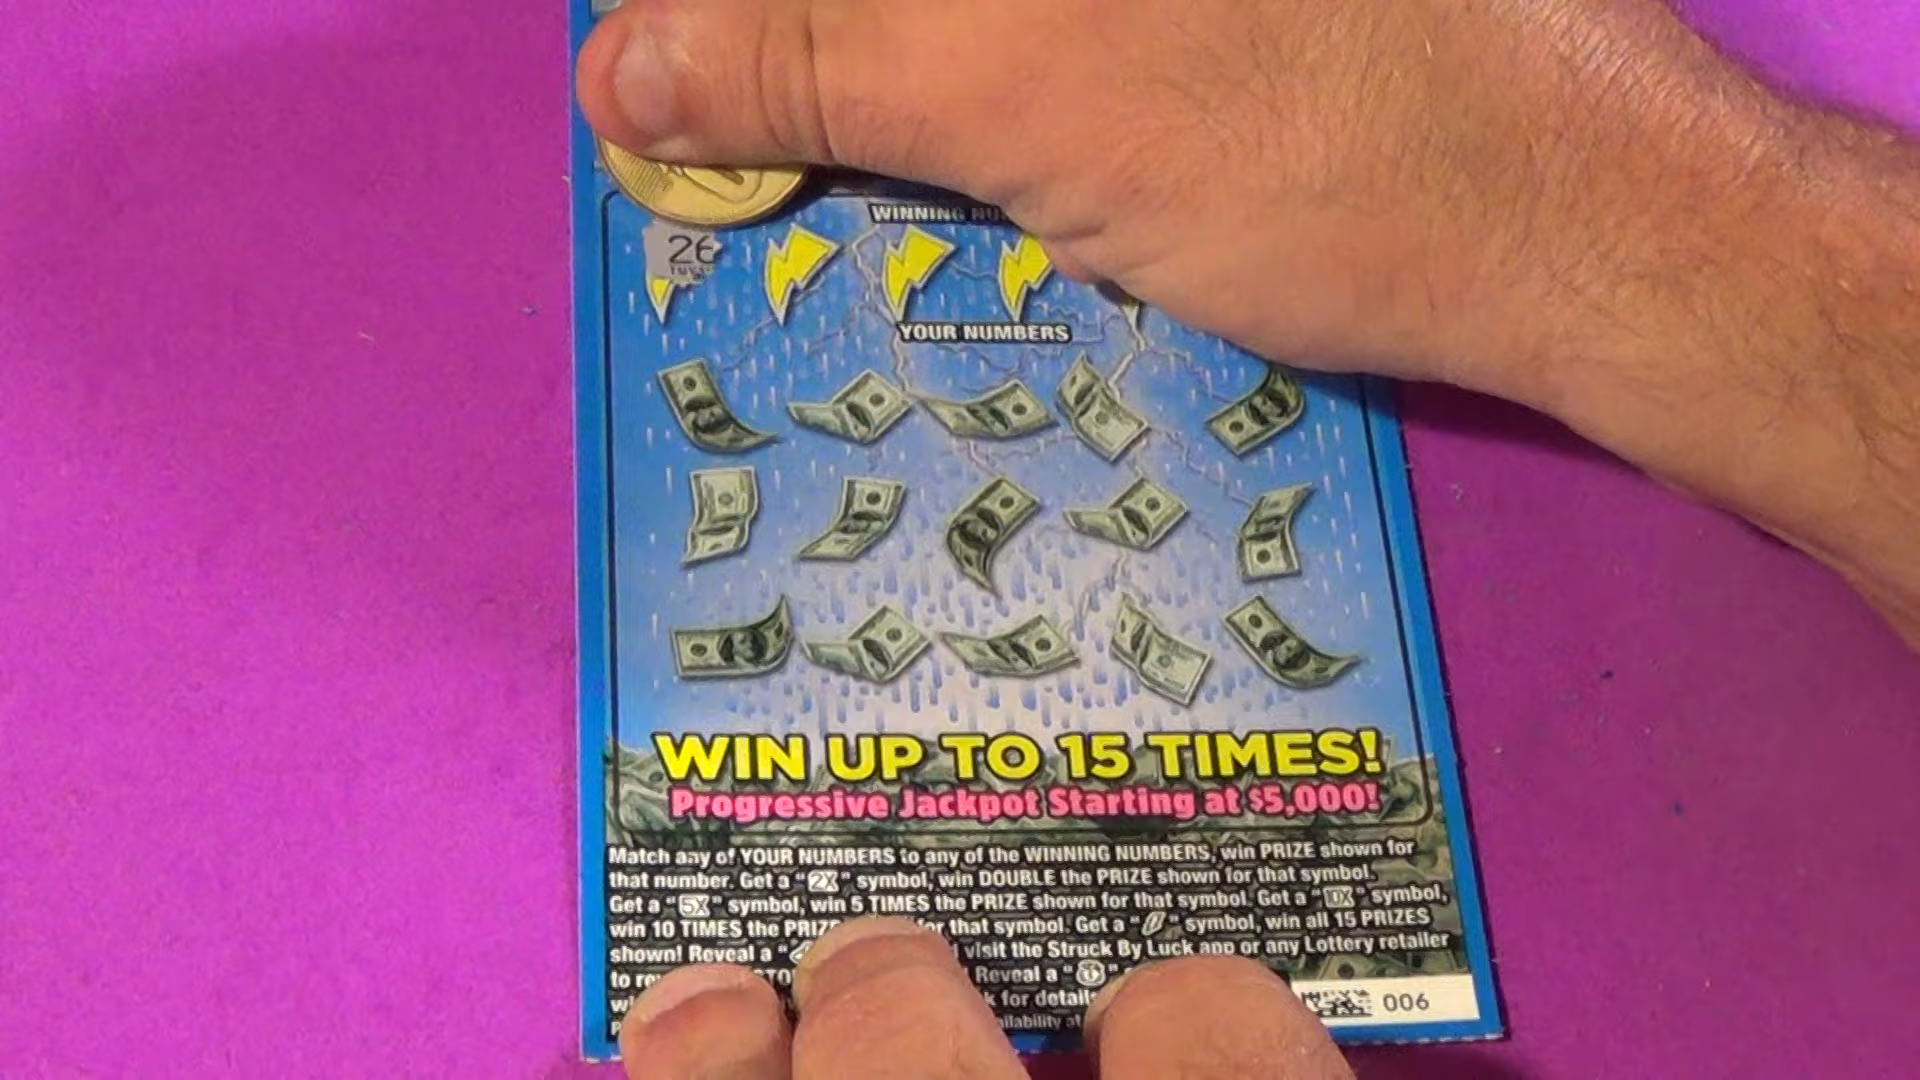 WINNING
26
YOUR NUMBERS
WIN UP TO 15 TIMES!
Progressive Jackpot Starting at $5,000!
Match any of YOUR NUMBERS to any of the WINNING NUMBERS, win PRIZE shown for
that number. Get a "2X" symbol, win DOUBLE the PRIZE shown for that symbol.
Get a "5X" symbol, win 5 TIMES the PRIZE shown for that symbol. Get a "10X" symbol,
win 10 TIMES the for that symbol. Get a " " symbol, win all 15 PRIZES
shown! Reveal a " visit the Struck By Luck app or any Lottery retailer
to Reveal a " "
for details
at
006